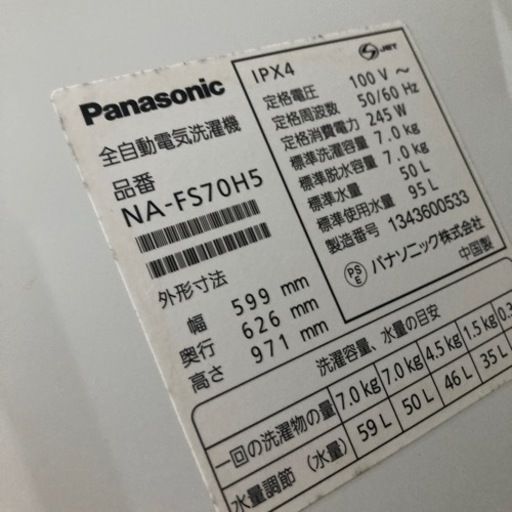 Panasonic
全自動電気洗濯機
品番
NA-FS70H5
外形寸法
幅 599 mm
奥行 626 mm
高さ 971 mm
IPX4
JET
定格電圧 100 V ～
定格周波数 50/60 Hz
定格消費電力 245 W
標準洗濯容量 7.0 kg
標準脱水容量 7.0 kg
標準水量 50 L
標準使用水量 95 L
製造番号 1343600533
PSE パナソニック株式会社
中国製
洗濯容量、水量の目安
一回の洗濯物の量 7.0 kg 7.0 kg 4.5 kg 1.5 kg 0.3
水量調節 (水量) 59 L 50 L 46 L 35 L